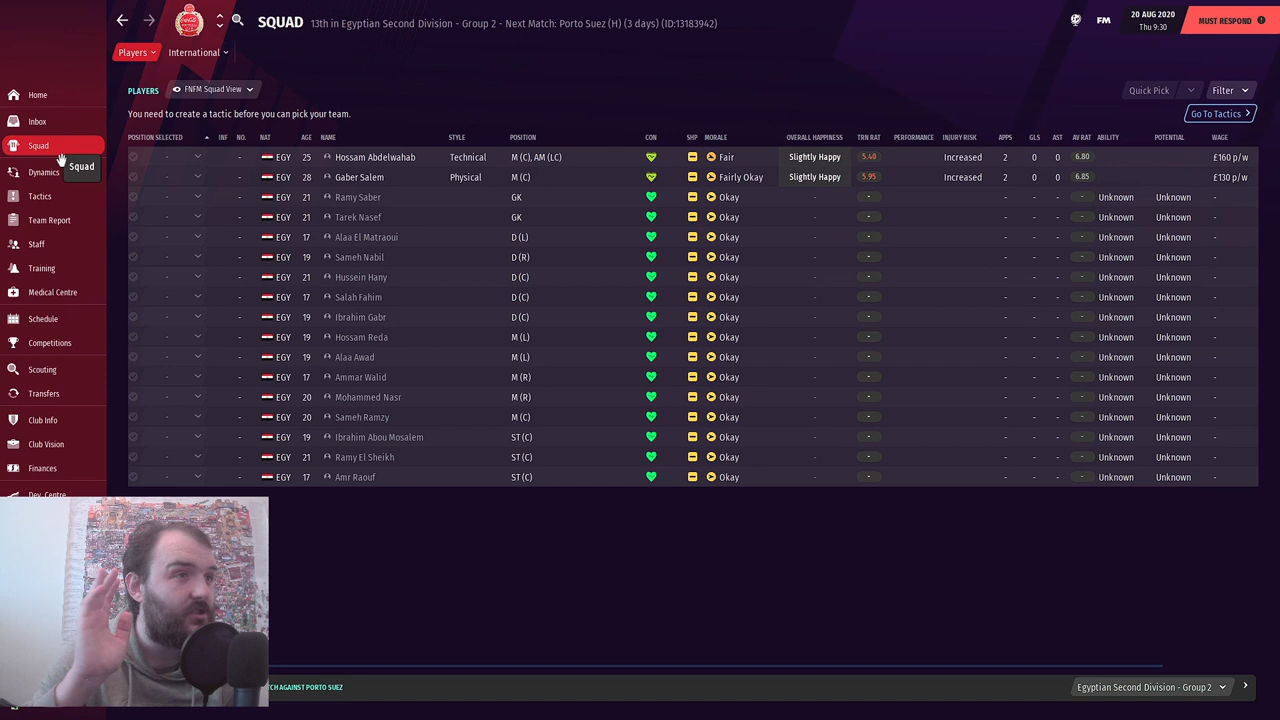 SQUAD 13th in Egyptian Second Division - Group 2 - Next Match: Porto Suez (H) (3 days) (ID:13183942)
FM
20 AUG 2020
Thu 9:30
MUST RESPOND
Players
International
Home
Inbox
Squad
Squad
Dynamics
Tactics
Team Report
Staff
Training
Medical Centre
Schedule
Competitions
Scouting
Transfers
Club Info
Club Vision
Finances
Dev. Centre
PLAYERS FNFM Squad View Quick Pick Filter
You need to create a tactic before you can pick your team. Go To Tactics
POSITION SELECTED INF NO. NAT AGE NAME STYLE POSITION CON SHP MORALE OVERALL HAPPINESS TRN RAT PERFORMANCE INJURY RISK APPS GLS AST AV RAT ABILITY POTENTIAL WAGE
- - EGY 25 Hossam Abdelwahab Technical M (C), AM (LC) Fair Slightly Happy 5.40 Increased 2 0 0 6.80 £160 p/w
- - EGY 28 Gaber Salem Physical M (C) Fairly Okay Slightly Happy 5.95 Increased 2 0 0 6.85 £130 p/w
- - EGY 21 Ramy Saber GK Okay - - - - - - - Unknown Unknown -
- - EGY 21 Tarek Nasef GK Okay - - - - - - - Unknown Unknown -
- - EGY 17 Alaa El Matraoui D (L) Okay - - - - - - - Unknown Unknown -
- - EGY 19 Sameh Nabil D (R) Okay - - - - - - - Unknown Unknown -
- - EGY 21 Hussein Hany D (C) Okay - - - - - - - Unknown Unknown -
- - EGY 17 Salah Fahim D (C) Okay - - - - - - - Unknown Unknown -
- - EGY 19 Ibrahim Gabr D (C) Okay - - - - - - - Unknown Unknown -
- - EGY 19 Hossam Reda M (L) Okay - - - - - - - Unknown Unknown -
- - EGY 19 Alaa Awad M (L) Okay - - - - - - - Unknown Unknown -
- - EGY 17 Ammar Walid M (R) Okay - - - - - - - Unknown Unknown -
- - EGY 20 Mohammed Nasr M (R) Okay - - - - - - - Unknown Unknown -
- - EGY 20 Sameh Ramzy M (C) Okay - - - - - - - Unknown Unknown -
- - EGY 19 Ibrahim Abou Mosalem ST (C) Okay - - - - - - - Unknown Unknown -
- - EGY 21 Ramy El Sheikh ST (C) Okay - - - - - - - Unknown Unknown -
- - EGY 17 Amr Raouf ST (C) Okay - - - - - - - Unknown Unknown -
TCH AGAINST PORTO SUEZ
Egyptian Second Division - Group 2